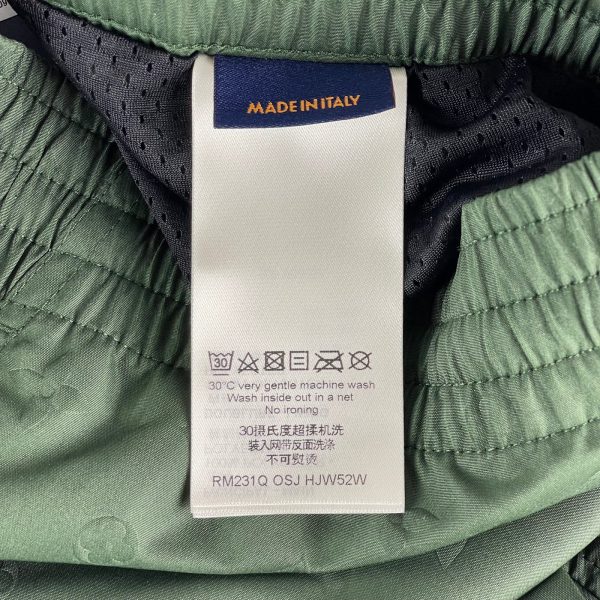 MADE IN ITALY
30
30°C very gentle machine wash
Wash inside out in a net
No ironing
30摄氏度超揉机洗
装入网带反面洗涤
不可熨烫
RM231Q OSJ HJW52W